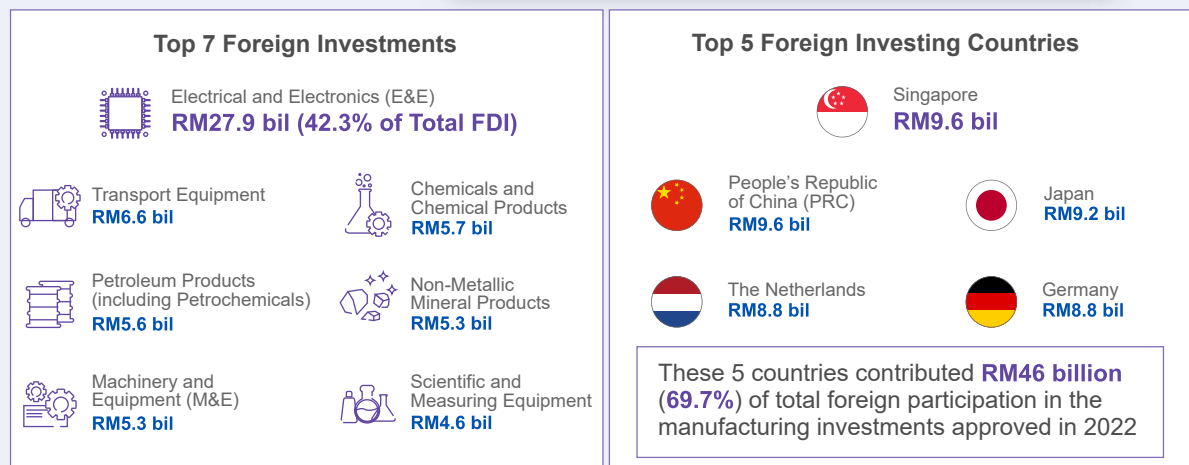 Top 7 Foreign Investments
Electrical and Electronics (E&E)
RM27.9 bil (42.3% of Total FDI)
Transport Equipment
RM6.6 bil
Chemicals and
Chemical Products
RM5.7 bil
Petroleum Products
(including Petrochemicals)
RM5.6 bil
Non-Metallic
Mineral Products
RM5.3 bil
Machinery and
Equipment (M&E)
RM5.3 bil
Scientific and
Measuring Equipment
RM4.6 bil
Top 5 Foreign Investing Countries
Singapore
RM9.6 bil
People’s Republic
of China (PRC)
RM9.6 bil
Japan
RM9.2 bil
The Netherlands
RM8.8 bil
Germany
RM8.8 bil
These 5 countries contributed RM46 billion
(69.7%) of total foreign participation in the
manufacturing investments approved in 2022